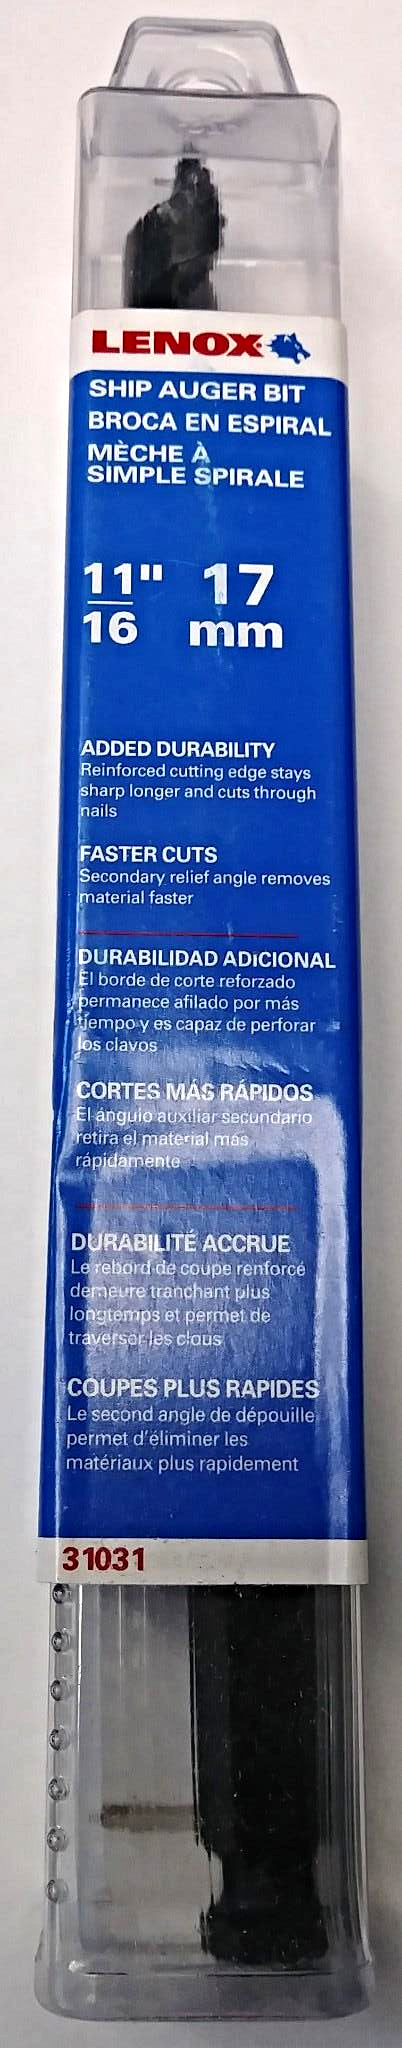 LENOX
SHIP AUGER BIT
BROCA EN ESPIRAL
MÈCHE À
SIMPLE SPIRALE
11" 17
16 mm
ADDED DURABILITY
Reinforced cutting edge stays
sharp longer and cuts through
nails
FASTER CUTS
Secondary relief angle removes
material faster
DURABILIDAD ADICIONAL
El borde de corte reforzado
permanece afilado por más
tiempo y es capaz de perforar
los clavos
CORTES MÁS RÁPIDOS
El ángulo auxiliar secundario
retira el material más
rápidamente
DURABILITÉ ACCRUE
Le rebord de coupe renforcé
demeure tranchant plus
longtemps et permet de
traverser les clous
COUPES PLUS RAPIDES
Le second angle de dépouille
permet d'éliminer les
matériaux plus rapidement
31031